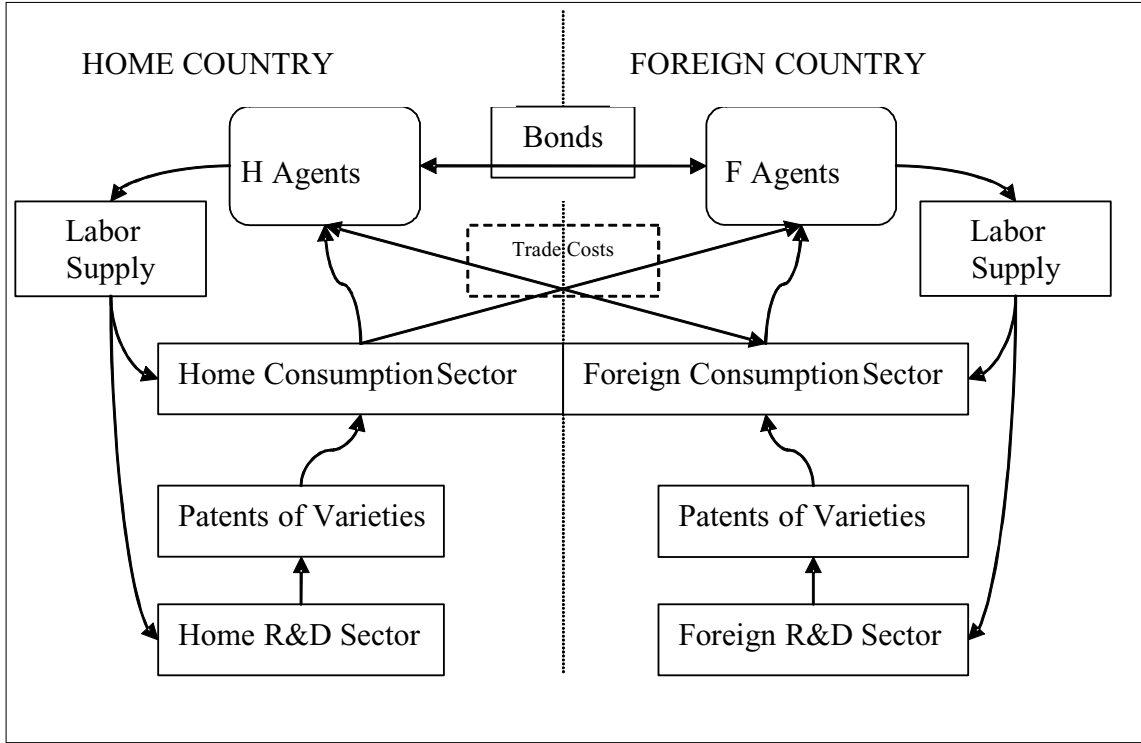 HOME COUNTRY
FOREIGN COUNTRY
Bonds
H Agents
F Agents
Labor
Supply
Trade Costs
Labor
Supply
Home Consumption Sector
Foreign Consumption Sector
Patents of Varieties
Patents of Varieties
Home R&D Sector
Foreign R&D Sector